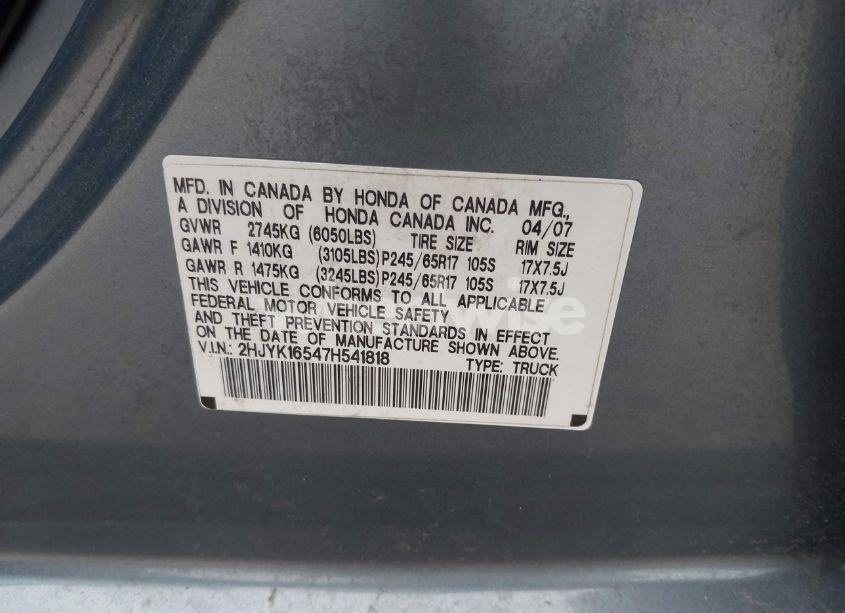 MFD. IN CANADA BY HONDA OF CANADA MFG.,
A DIVISION OF HONDA CANADA INC. 04/07
GVWR 2745KG (6050LBS) TIRE SIZE RIM SIZE
GAWR F 1410KG (3105LBS) P245/65R17 105S 17X7.5J
GAWR R 1475KG (3245LBS) P245/65R17 105S 17X7.5J
THIS VEHICLE CONFORMS TO ALL APPLICABLE
FEDERAL MOTOR VEHICLE SAFETY
AND THEFT PREVENTION STANDARDS IN EFFECT
ON THE DATE OF MANUFACTURE SHOWN ABOVE.
V.I.N.: 2HJYK16547H541818 TYPE: TRUCK